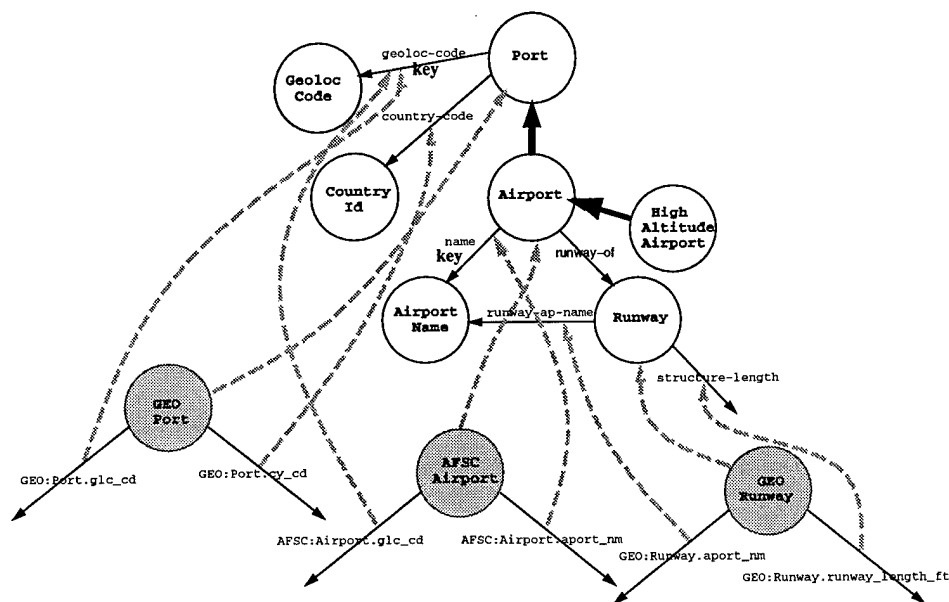 geoloc-code
key
Port
Geoloc
Code
country-code
Country
Id
Airport
High
Altitude
Airport
name
key
runway-of
Airport
Name
runway-ap-name
Runway
structure-length
GEO
Port
GEO:Port.glc_cd
GEO:Port.cy_cd
AFSC
Airport
GEO
Runway
AFSC:Airport.glc_cd
AFSC:Airport.aport_nm
GEO:Runway.aport_nm
GEO:Runway.runway_length_ft